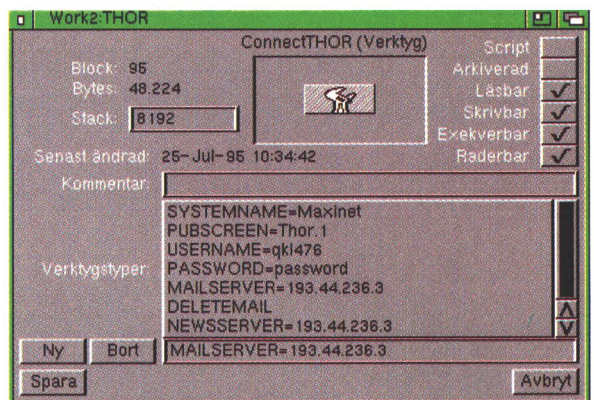 Work2:THOR
ConnectTHOR (Verktyg)
Block: 95
Bytes: 48.224
Stack: 8192
Script
Arkiverad
Läsbar
Skrivbar
Exekverbar
Raderbar
Senast ändrad: 25-Jul-95 10:34:42
Kommentar:
Verktygstyper:
SYSTEMNAME=Maxinet
PUBSCREEN=Thor.1
USERNAME=qkl476
PASSWORD=password
MAILSERVER=193.44.236.3
DELETEMAIL
NEWSSERVER=193.44.236.3
Ny
Bort
MAILSERVER=193.44.236.3
Spara
Avbryt